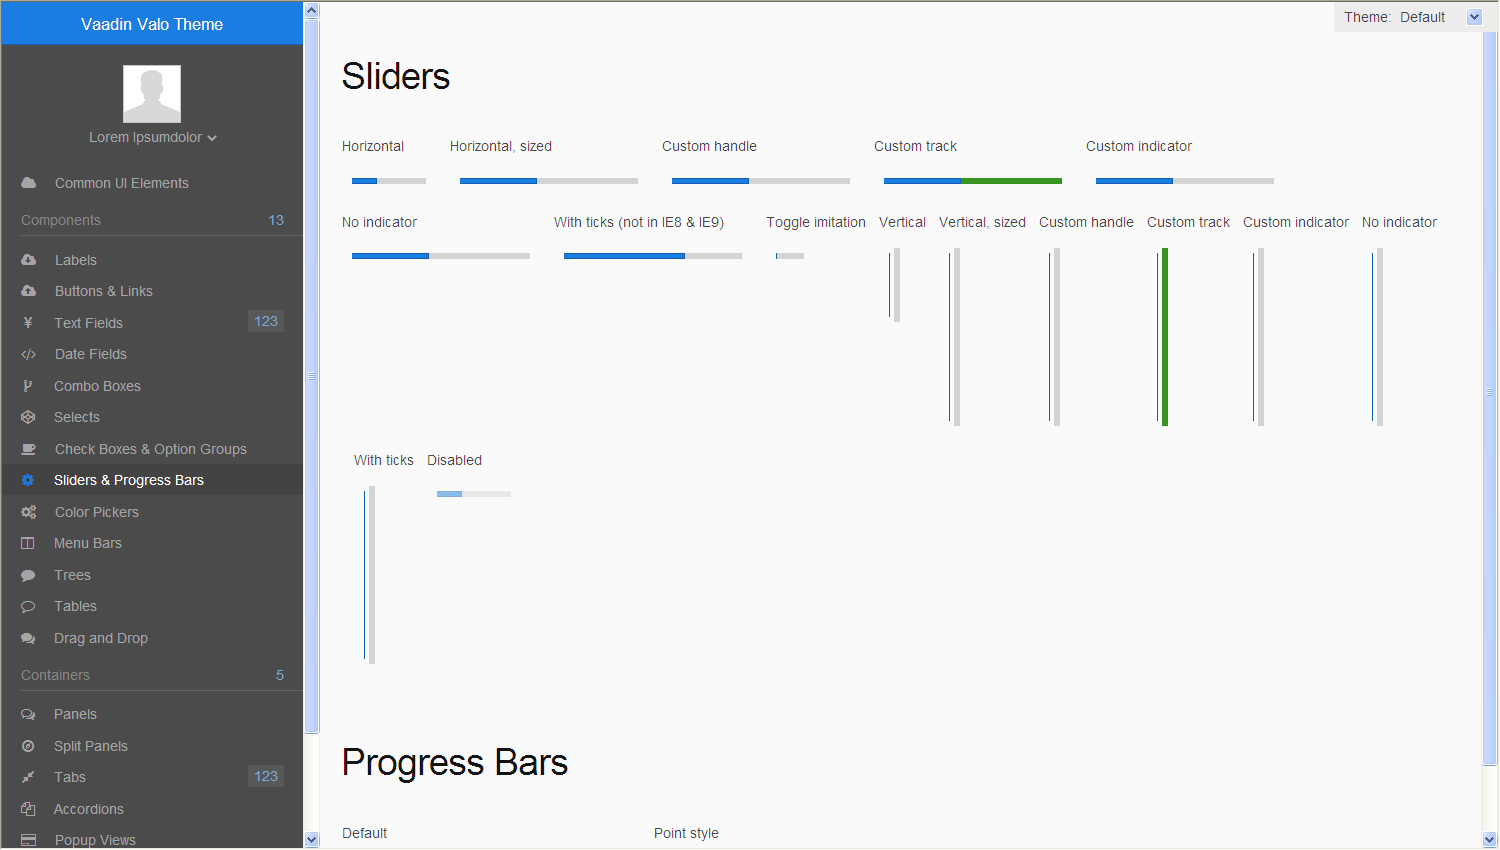 Vaadin Valo Theme
Lorem Ipsumdolor
Common UI Elements
Components 13
Labels
Buttons & Links
Text Fields 123
Date Fields
Combo Boxes
Selects
Check Boxes & Option Groups
Sliders & Progress Bars
Color Pickers
Menu Bars
Trees
Tables
Drag and Drop
Containers 5
Panels
Split Panels
Tabs 123
Accordions
Popup Views
Theme: Default
Sliders
Horizontal Horizontal, sized Custom handle Custom track Custom indicator
No indicator With ticks (not in IE8 & IE9) Toggle imitation Vertical Vertical, sized Custom handle Custom track Custom indicator No indicator
With ticks Disabled
Progress Bars
Default Point style